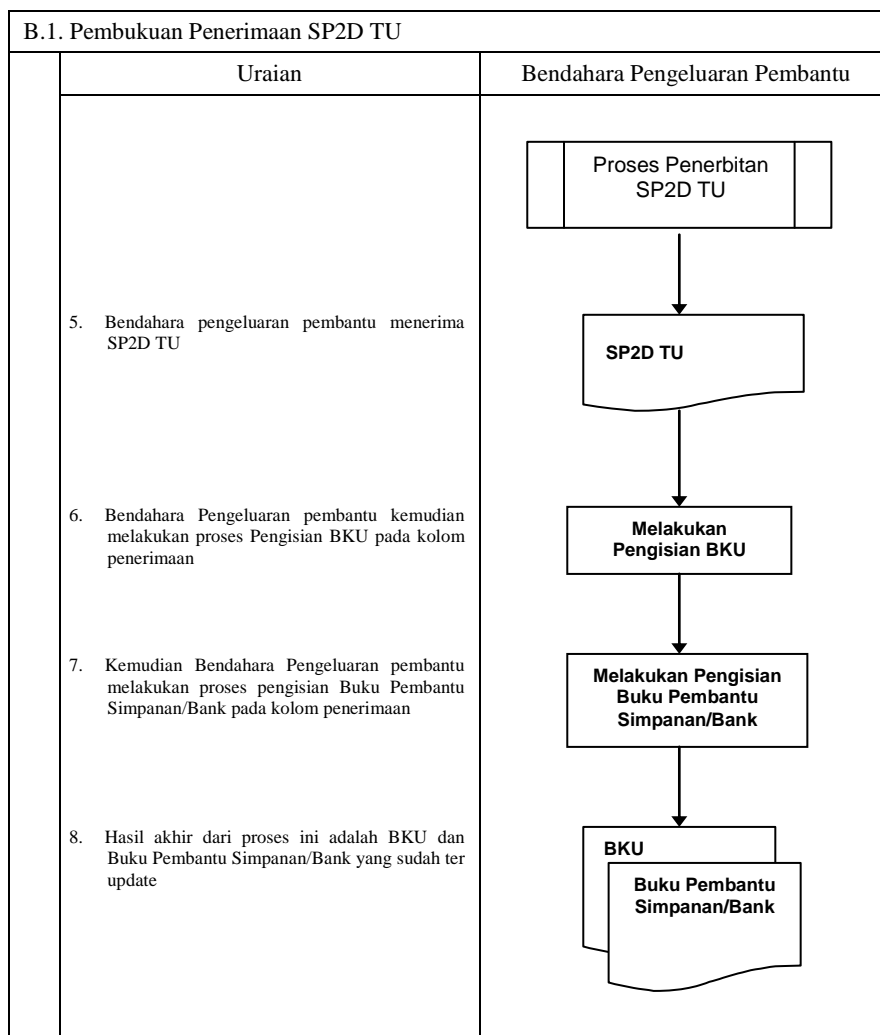 B.1. Pembukuan Penerimaan SP2D TU
Uraian
Bendahara Pengeluaran Pembantu
Proses Penerbitan
SP2D TU
5. Bendahara pengeluaran pembantu menerima
SP2D TU
SP2D TU
6. Bendahara Pengeluaran pembantu kemudian
melakukan proses Pengisian BKU pada kolom
penerimaan
Melakukan
Pengisian BKU
7. Kemudian Bendahara Pengeluaran pembantu
melakukan proses pengisian Buku Pembantu
Simpanan/Bank pada kolom penerimaan
Melakukan Pengisian
Buku Pembantu
Simpanan/Bank
8. Hasil akhir dari proses ini adalah BKU dan
Buku Pembantu Simpanan/Bank yang sudah ter
update
BKU
Buku Pembantu
Simpanan/Bank